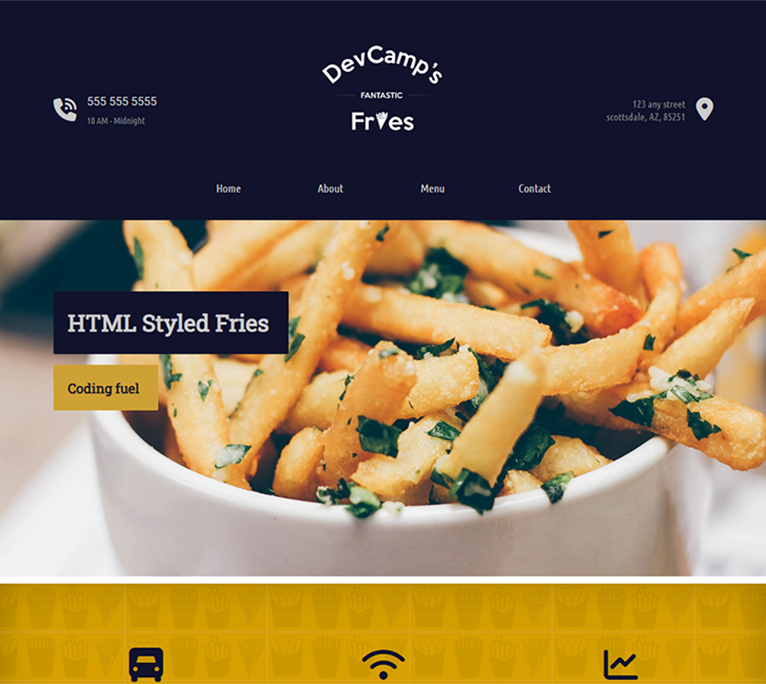 DevCamp's
FANTASTIC
Fries
555 555 5555
10 AM - Midnight
123 any street
scottsdale, AZ, 85251
Home
About
Menu
Contact
HTML Styled Fries
Coding fuel